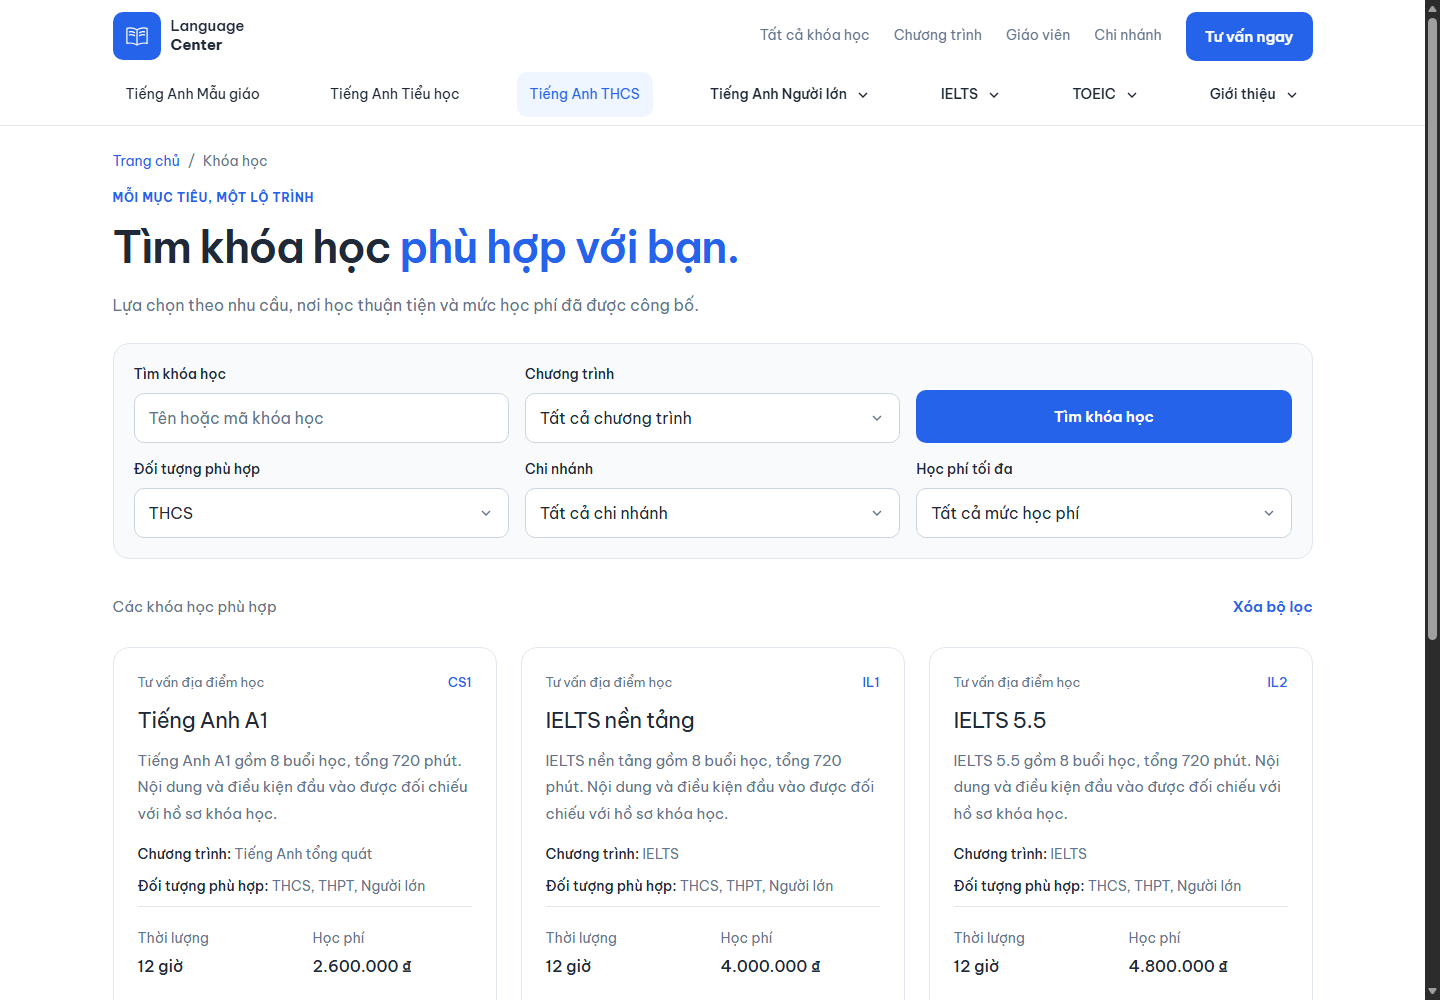 Language
Center
Tất cả khóa học
Chương trình
Giáo viên
Chi nhánh
Tư vấn ngay
Tiếng Anh Mẫu giáo
Tiếng Anh Tiểu học
Tiếng Anh THCS
Tiếng Anh Người lớn
IELTS
TOEIC
Giới thiệu
Trang chủ / Khóa học
MỖI MỤC TIÊU, MỘT LỘ TRÌNH
Tìm khóa học phù hợp với bạn.
Lựa chọn theo nhu cầu, nơi học thuận tiện và mức học phí đã được công bố.
Tìm khóa học
Tên hoặc mã khóa học
Chương trình
Tất cả chương trình
Tìm khóa học
Đối tượng phù hợp
THCS
Chi nhánh
Tất cả chi nhánh
Học phí tối đa
Tất cả mức học phí
Các khóa học phù hợp
Xóa bộ lọc
Tư vấn địa điểm học
CS1
Tiếng Anh A1
Tiếng Anh A1 gồm 8 buổi học, tổng 720 phút.
Nội dung và điều kiện đầu vào được đối chiếu
với hồ sơ khóa học.
Chương trình: Tiếng Anh tổng quát
Đối tượng phù hợp: THCS, THPT, Người lớn
Thời lượng
12 giờ
Học phí
2.600.000 ₫
Tư vấn địa điểm học
IL1
IELTS nền tảng
IELTS nền tảng gồm 8 buổi học, tổng 720
phút. Nội dung và điều kiện đầu vào được đối
chiếu với hồ sơ khóa học.
Chương trình: IELTS
Đối tượng phù hợp: THCS, THPT, Người lớn
Thời lượng
12 giờ
Học phí
4.000.000 ₫
Tư vấn địa điểm học
IL2
IELTS 5.5
IELTS 5.5 gồm 8 buổi học, tổng 720 phút. Nội
dung và điều kiện đầu vào được đối chiếu với
hồ sơ khóa học.
Chương trình: IELTS
Đối tượng phù hợp: THCS, THPT, Người lớn
Thời lượng
12 giờ
Học phí
4.800.000 ₫